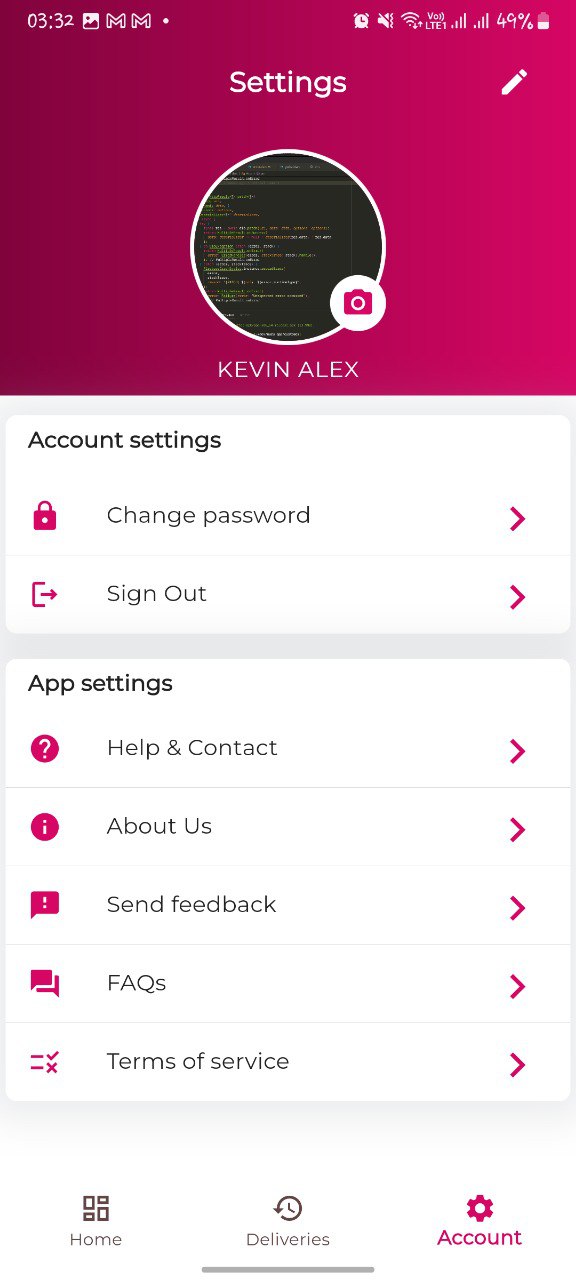 03:32
Vo))
LTE1
49%
Settings
KEVIN ALEX
Account settings
Change password
Sign Out
App settings
Help & Contact
About Us
Send feedback
FAQs
Terms of service
Home
Deliveries
Account